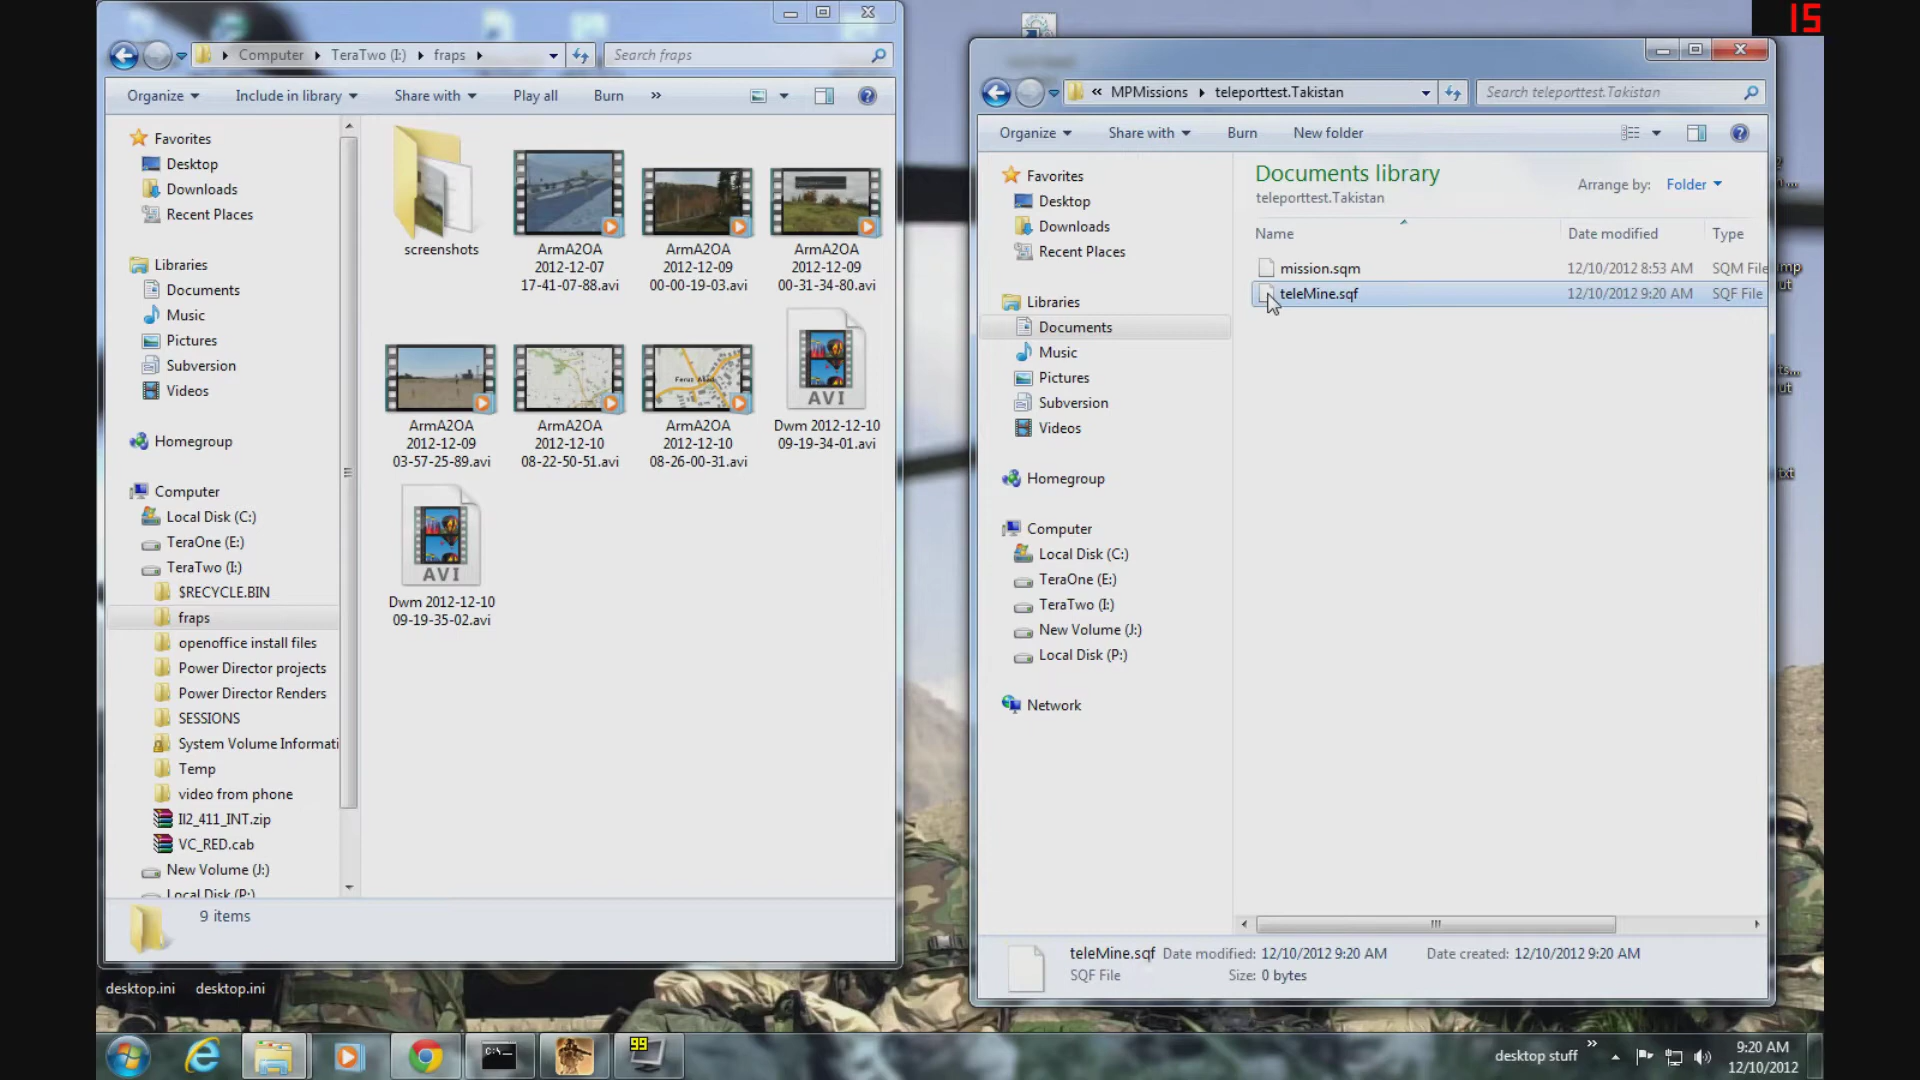 15
Computer
TeraTwo (I:)
fraps
Search fraps
Organize
Include in library
Share with
Play all
Burn
»
Favorites
Desktop
Downloads
Recent Places
Libraries
Documents
Music
Pictures
Subversion
Videos
Homegroup
Computer
Local Disk (C:)
TeraOne (E:)
TeraTwo (I:)
$RECYCLE.BIN
fraps
openoffice install files
Power Director projects
Power Director Renders
SESSIONS
System Volume Informati
Temp
video from phone
Il2_411_INT.zip
VC_RED.cab
New Volume (J:)
Local Disk (P:)
screenshots
ArmA2OA
2012-12-07
17-41-07-88.avi
ArmA2OA
2012-12-09
00-00-19-03.avi
ArmA2OA
2012-12-09
00-31-34-80.avi
ArmA2OA
2012-12-09
03-57-25-89.avi
ArmA2OA
2012-12-10
08-22-50-51.avi
Feruz Abad
ArmA2OA
2012-12-10
08-26-00-31.avi
AVI
Dwm 2012-12-10
09-19-34-01.avi
AVI
Dwm 2012-12-10
09-19-35-02.avi
9 items
« MPMissions
teleporttest.Takistan
Search teleporttest.Takistan
Organize
Share with
Burn
New folder
Favorites
Desktop
Downloads
Recent Places
Libraries
Documents
Music
Pictures
Subversion
Videos
Homegroup
Computer
Local Disk (C:)
TeraOne (E:)
TeraTwo (I:)
New Volume (J:)
Local Disk (P:)
Network
Documents library
teleporttest.Takistan
Arrange by: Folder
Name Date modified Type
mission.sqm 12/10/2012 8:53 AM SQM File
teleMine.sqf 12/10/2012 9:20 AM SQF File
teleMine.sqf Date modified: 12/10/2012 9:20 AM Date created: 12/10/2012 9:20 AM
SQF File Size: 0 bytes
desktop.ini desktop.ini
C:\
99
desktop stuff »
9:20 AM
12/10/2012